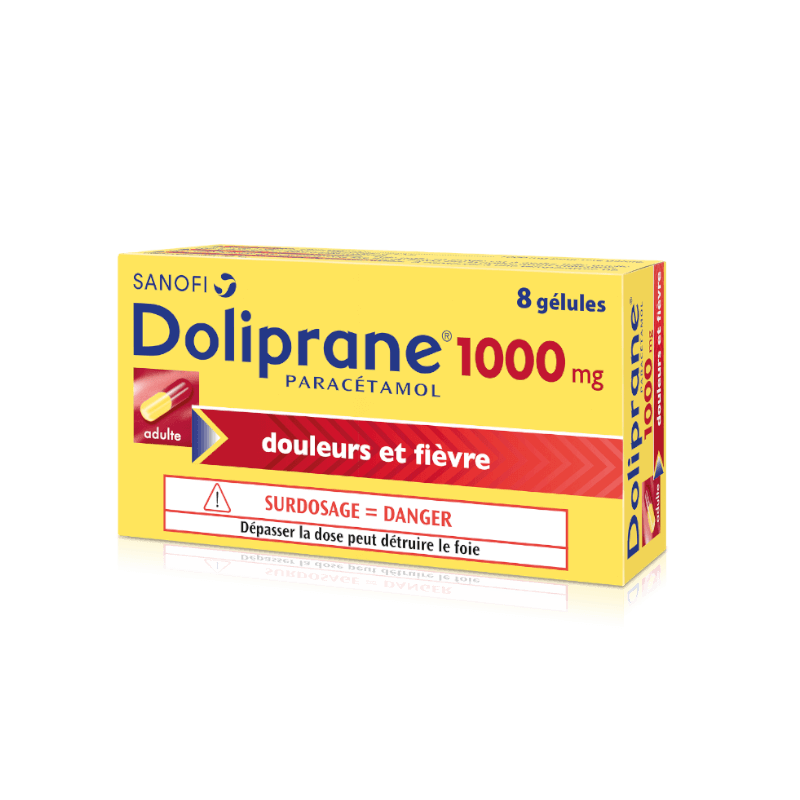 SANOFI
8 gélules
Doliprane® 1000 mg
PARACÉTAMOL
adulte
douleurs et fièvre
SURDOSAGE = DANGER
Dépasser la dose peut détruire le foie
Doliprane®
PARACÉTAMOL
1000 mg
douleurs et fièvre
adulte